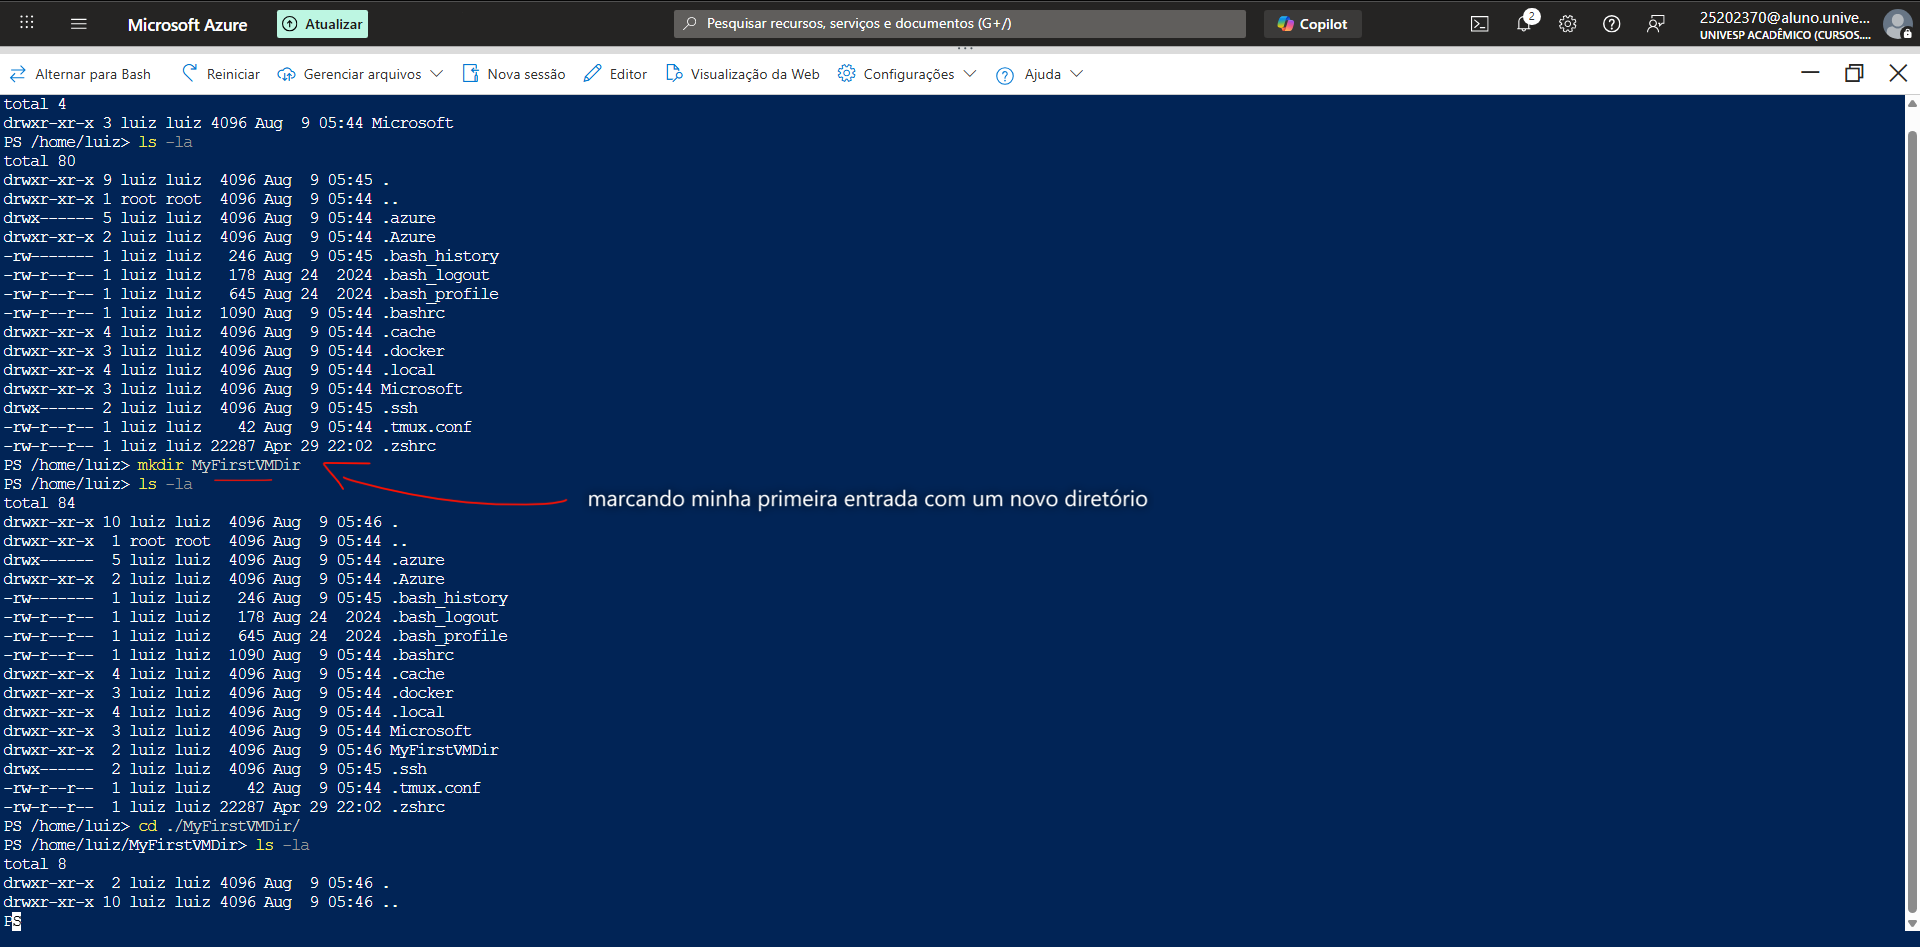 Microsoft Azure
Atualizar
Pesquisar recursos, serviços e documentos (G+/)
Copilot
2
25202370@aluno.unive...
UNIVESP ACADÊMICO (CURSOS....
Alternar para Bash
Reiniciar
Gerenciar arquivos
Nova sessão
Editor
Visualização da Web
Configurações
Ajuda
total 4
drwxr-xr-x 3 luiz luiz 4096 Aug  9 05:44 Microsoft
PS /home/luiz> ls -la
total 80
drwxr-xr-x 9 luiz luiz  4096 Aug  9 05:45 .
drwxr-xr-x 1 root root  4096 Aug  9 05:44 ..
drwx------ 5 luiz luiz  4096 Aug  9 05:44 .azure
drwxr-xr-x 2 luiz luiz  4096 Aug  9 05:44 .Azure
-rw------- 1 luiz luiz   246 Aug  9 05:45 .bash_history
-rw-r--r-- 1 luiz luiz   178 Aug 24  2024 .bash_logout
-rw-r--r-- 1 luiz luiz   645 Aug 24  2024 .bash_profile
-rw-r--r-- 1 luiz luiz  1090 Aug  9 05:44 .bashrc
drwxr-xr-x 4 luiz luiz  4096 Aug  9 05:44 .cache
drwxr-xr-x 3 luiz luiz  4096 Aug  9 05:44 .docker
drwxr-xr-x 4 luiz luiz  4096 Aug  9 05:44 .local
drwxr-xr-x 3 luiz luiz  4096 Aug  9 05:44 Microsoft
drwx------ 2 luiz luiz  4096 Aug  9 05:45 .ssh
-rw-r--r-- 1 luiz luiz    42 Aug  9 05:44 .tmux.conf
-rw-r--r-- 1 luiz luiz 22287 Apr 29 22:02 .zshrc
PS /home/luiz> mkdir MyFirstVMDir
PS /home/luiz> ls -la
marcando minha primeira entrada com um novo diretório
total 84
drwxr-xr-x 10 luiz luiz  4096 Aug  9 05:46 .
drwxr-xr-x  1 root root  4096 Aug  9 05:44 ..
drwx------  5 luiz luiz  4096 Aug  9 05:44 .azure
drwxr-xr-x  2 luiz luiz  4096 Aug  9 05:44 .Azure
-rw-------  1 luiz luiz   246 Aug  9 05:45 .bash_history
-rw-r--r--  1 luiz luiz   178 Aug 24  2024 .bash_logout
-rw-r--r--  1 luiz luiz   645 Aug 24  2024 .bash_profile
-rw-r--r--  1 luiz luiz  1090 Aug  9 05:44 .bashrc
drwxr-xr-x  4 luiz luiz  4096 Aug  9 05:44 .cache
drwxr-xr-x  3 luiz luiz  4096 Aug  9 05:44 .docker
drwxr-xr-x  4 luiz luiz  4096 Aug  9 05:44 .local
drwxr-xr-x  3 luiz luiz  4096 Aug  9 05:44 Microsoft
drwxr-xr-x  2 luiz luiz  4096 Aug  9 05:46 MyFirstVMDir
drwx------  2 luiz luiz  4096 Aug  9 05:45 .ssh
-rw-r--r--  1 luiz luiz    42 Aug  9 05:44 .tmux.conf
-rw-r--r--  1 luiz luiz 22287 Apr 29 22:02 .zshrc
PS /home/luiz> cd ./MyFirstVMDir/
PS /home/luiz/MyFirstVMDir> ls -la
total 8
drwxr-xr-x  2 luiz luiz 4096 Aug  9 05:46 .
drwxr-xr-x 10 luiz luiz 4096 Aug  9 05:46 ..
PS